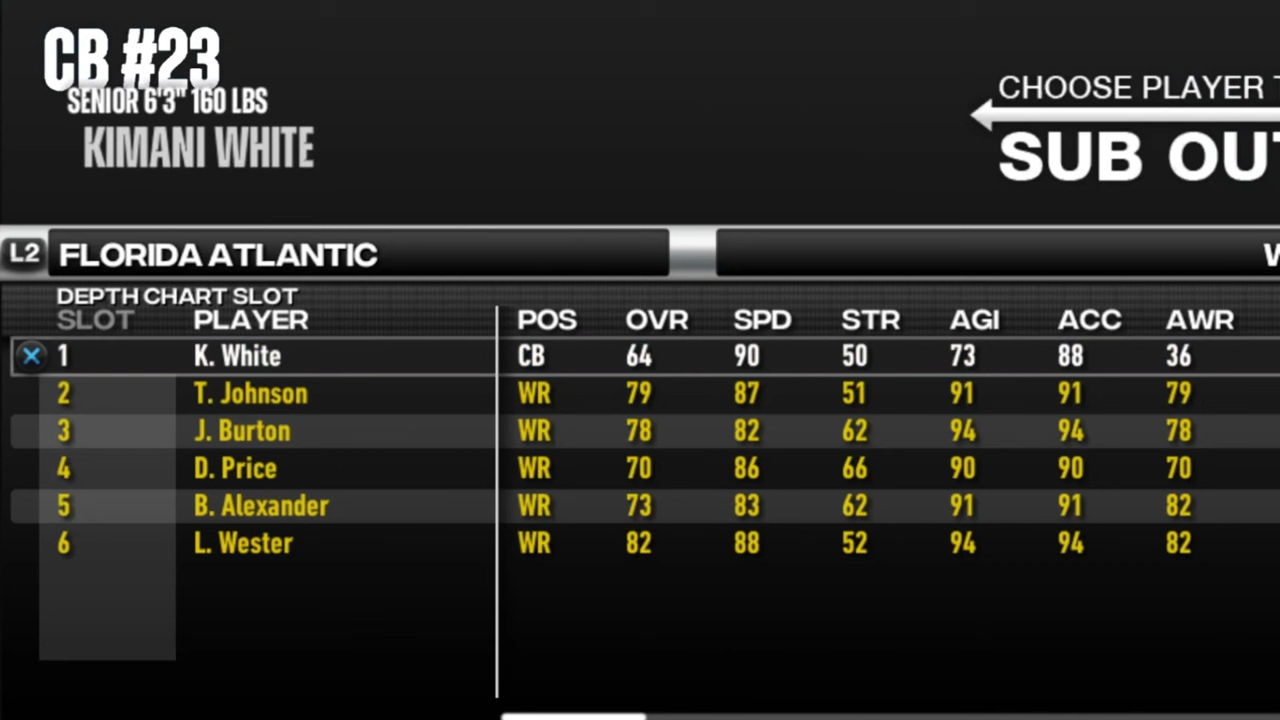 CB #23
SENIOR 6'3" 160 LBS
KIMANI WHITE
CHOOSE PLAYER
SUB OUT
L2 FLORIDA ATLANTIC
DEPTH CHART SLOT
SLOT PLAYER POS OVR SPD STR AGI ACC AWR
1 K. White CB 64 90 50 73 88 36
2 T. Johnson WR 79 87 51 91 91 79
3 J. Burton WR 78 82 62 94 94 78
4 D. Price WR 70 86 66 90 90 70
5 B. Alexander WR 73 83 62 91 91 82
6 L. Wester WR 82 88 52 94 94 82